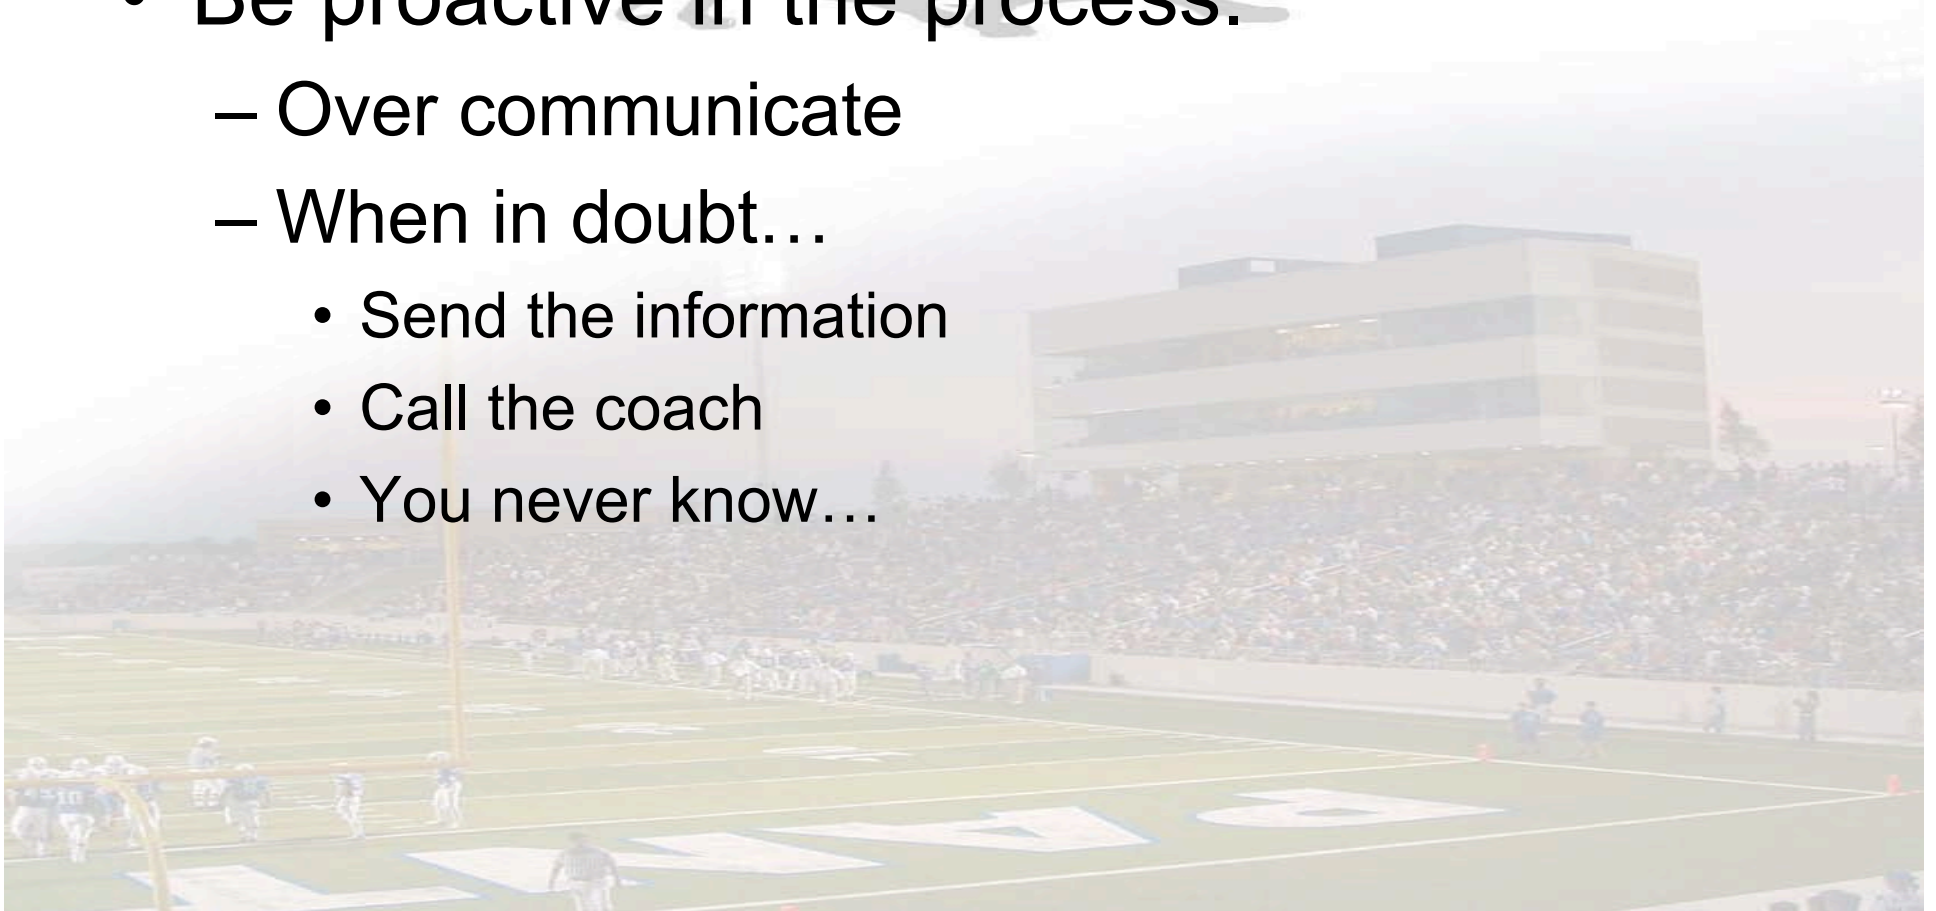 • Be proactive in the process.
– Over communicate
– When in doubt…
• Send the information
• Call the coach
• You never know…